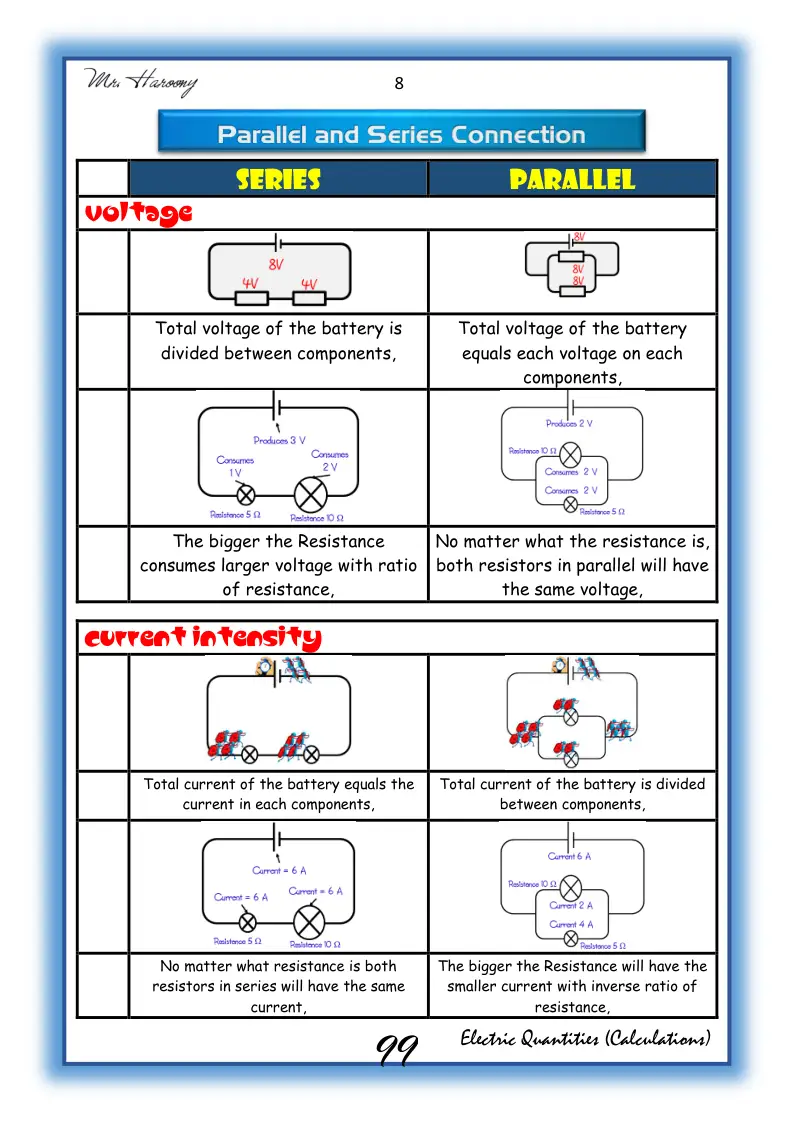 Mr. Haroony
8
Parallel and Series Connection
SERIES
PARALLEL
voltage
8V
4V
4V
8V
8V
8V
Total voltage of the battery is
divided between components,
Total voltage of the battery
equals each voltage on each
components,
Produces 3 V
Consumes
1 V
Consumes
2 V
Resistance 5 Ω
Resistance 10 Ω
Produces 2 V
Resistance 10 Ω
Consumes 2 V
Consumes 2 V
Resistance 5 Ω
The bigger the Resistance
consumes larger voltage with ratio
of resistance,
No matter what the resistance is,
both resistors in parallel will have
the same voltage,
current intensity
Total current of the battery equals the
current in each components,
Total current of the battery is divided
between components,
Current = 6 A
Current = 6 A
Current = 6 A
Resistance 5 Ω
Resistance 10 Ω
Current 6 A
Resistance 10 Ω
Current 2 A
Current 4 A
Resistance 5 Ω
No matter what resistance is both
resistors in series will have the same
current,
The bigger the Resistance will have the
smaller current with inverse ratio of
resistance,
99
Electric Quantities (Calculations)